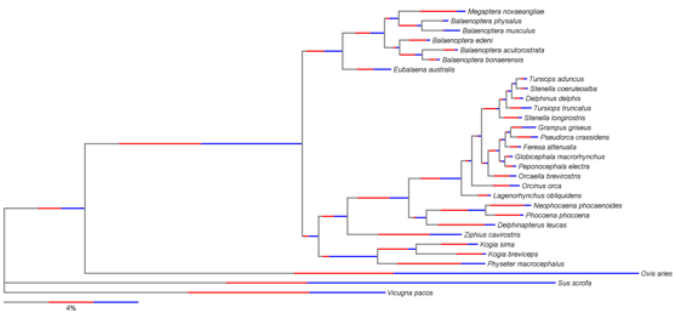 Megaptera novaeangliae
Balaenoptera physalus
Balaenoptera musculus
Balaenoptera edeni
Balaenoptera acutorostrata
Balaenoptera bonaerensis
Eubalaena australis
Tursiops aduncus
Stenella coeruleoalba
Delphinus delphis
Tursiops truncatus
Stenella longirostris
Grampus griseus
Pseudorca crassidens
Feresa attenuata
Globicephala macrorhynchus
Peponocephala electra
Orcaella brevirostris
Orcinus orca
Lagenorhynchus obliquidens
Neophocaena phocaenoides
Phocoena phocoena
Delphinapterus leucas
Ziphius cavirostris
Kogia sima
Kogia breviceps
Physeter macrocephalus
Ovis aries
Sus scrofa
Vicugna pacos
4%